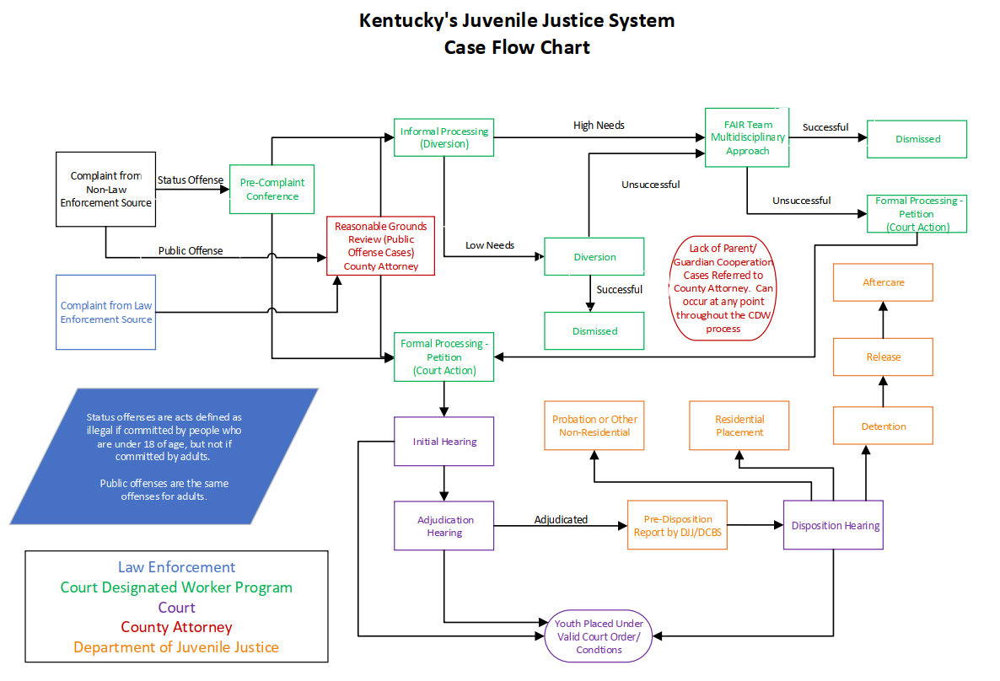 Kentucky's Juvenile Justice System
Case Flow Chart
Informal Processing
(Diversion)
High Needs
FAIR Team
Multidisciplinary
Approach
Successful
Dismissed
Complaint from
Non-Law
Enforcement Source
Status Offense
Pre-Complaint
Conference
Unsuccessful
Unsuccessful
Formal Processing -
Petition
(Court Action)
Reasonable Grounds
Review (Public
Offense Cases)
County Attorney
Public Offense
Low Needs
Diversion
Lack of Parent/
Guardian Cooperation
Cases Referred to
County Attorney.  Can
occur at any point
throughout the CDW
process
Aftercare
Complaint from Law
Enforcement Source
Successful
Dismissed
Formal Processing -
Petition
(Court Action)
Release
Status offenses are acts defined as
illegal if committed by people who
are under 18 of age, but not if
committed by adults.
Public offenses are the same
offenses for adults.
Initial Hearing
Probation or Other
Non-Residential
Residential
Placement
Detention
Adjudication
Hearing
Adjudicated
Pre-Disposition
Report by DJJ/DCBS
Disposition Hearing
Law Enforcement
Court Designated Worker Program
Court
County Attorney
Department of Juvenile Justice
Youth Placed Under
Valid Court Order/
Condtions